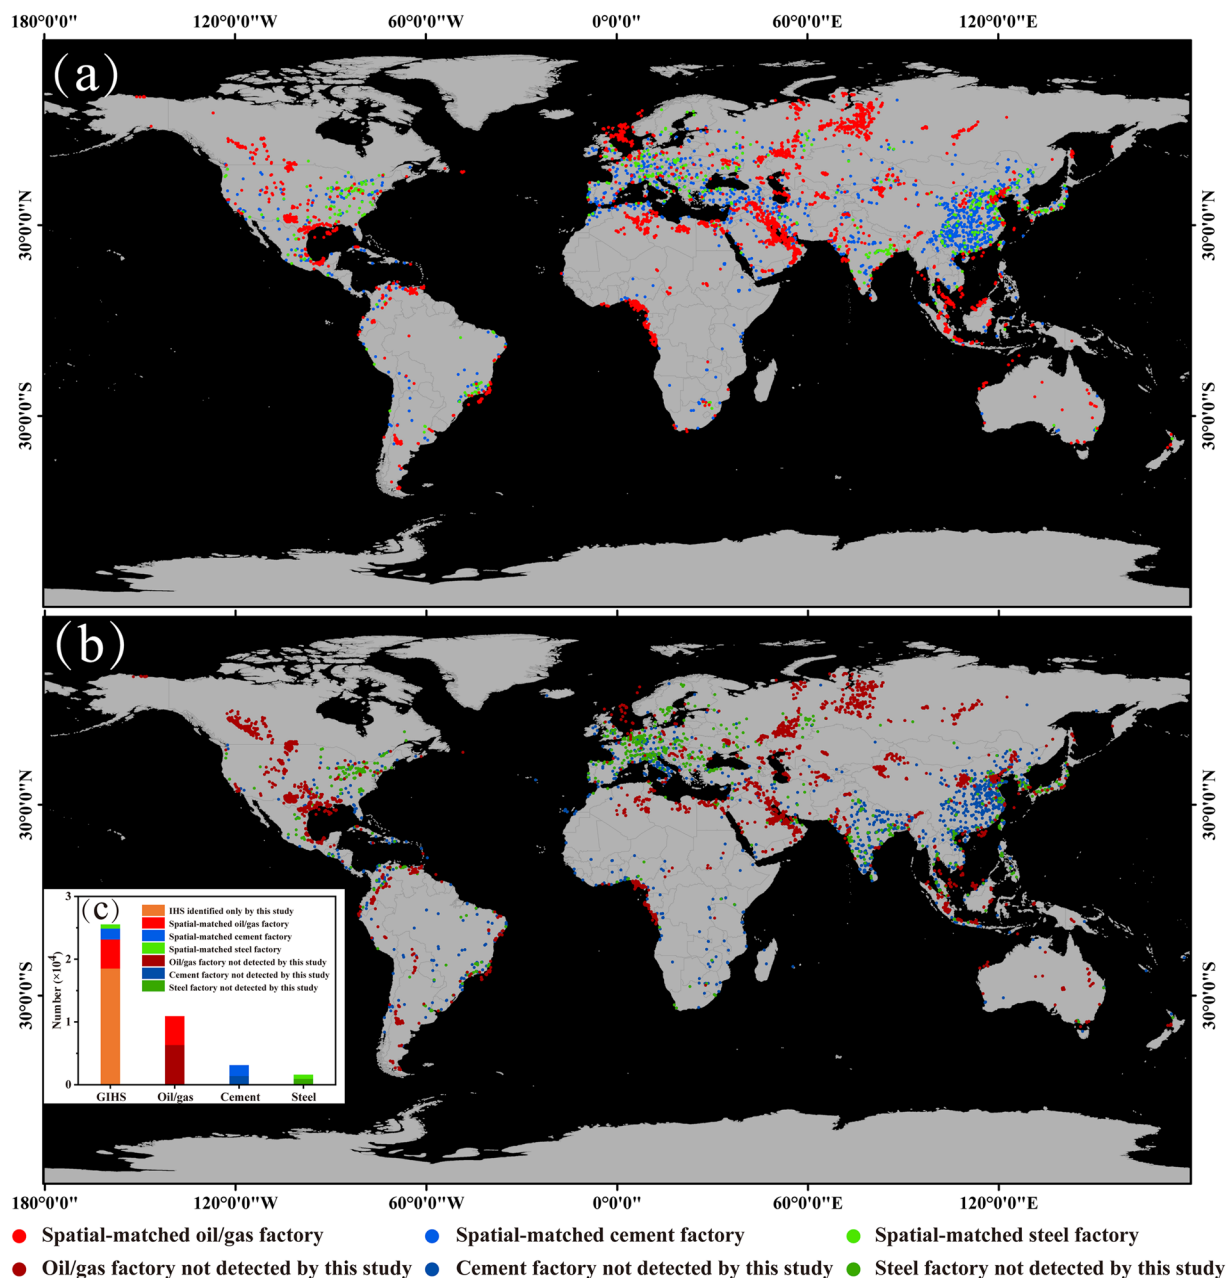 180°0'0" 120°0'0"W 60°0'0"W 0°0'0" 60°0'0"E 120°0'0"E
(a)
30°0'0"N 30°0'0"N
30°0'0"S 30°0'0"S
(b)
30°0'0"N 30°0'0"N
30°0'0"S 30°0'0"S
(c)
3
2
1
0
Number (×10⁴)
IHS identified only by this study
Spatial-matched oil/gas factory
Spatial-matched cement factory
Spatial-matched steel factory
Oil/gas factory not detected by this study
Cement factory not detected by this study
Steel factory not detected by this study
GIHS Oil/gas Cement Steel
180°0'0" 120°0'0"W 60°0'0"W 0°0'0" 60°0'0"E 120°0'0"E
Spatial-matched oil/gas factory Spatial-matched cement factory Spatial-matched steel factory
Oil/gas factory not detected by this study Cement factory not detected by this study Steel factory not detected by this study